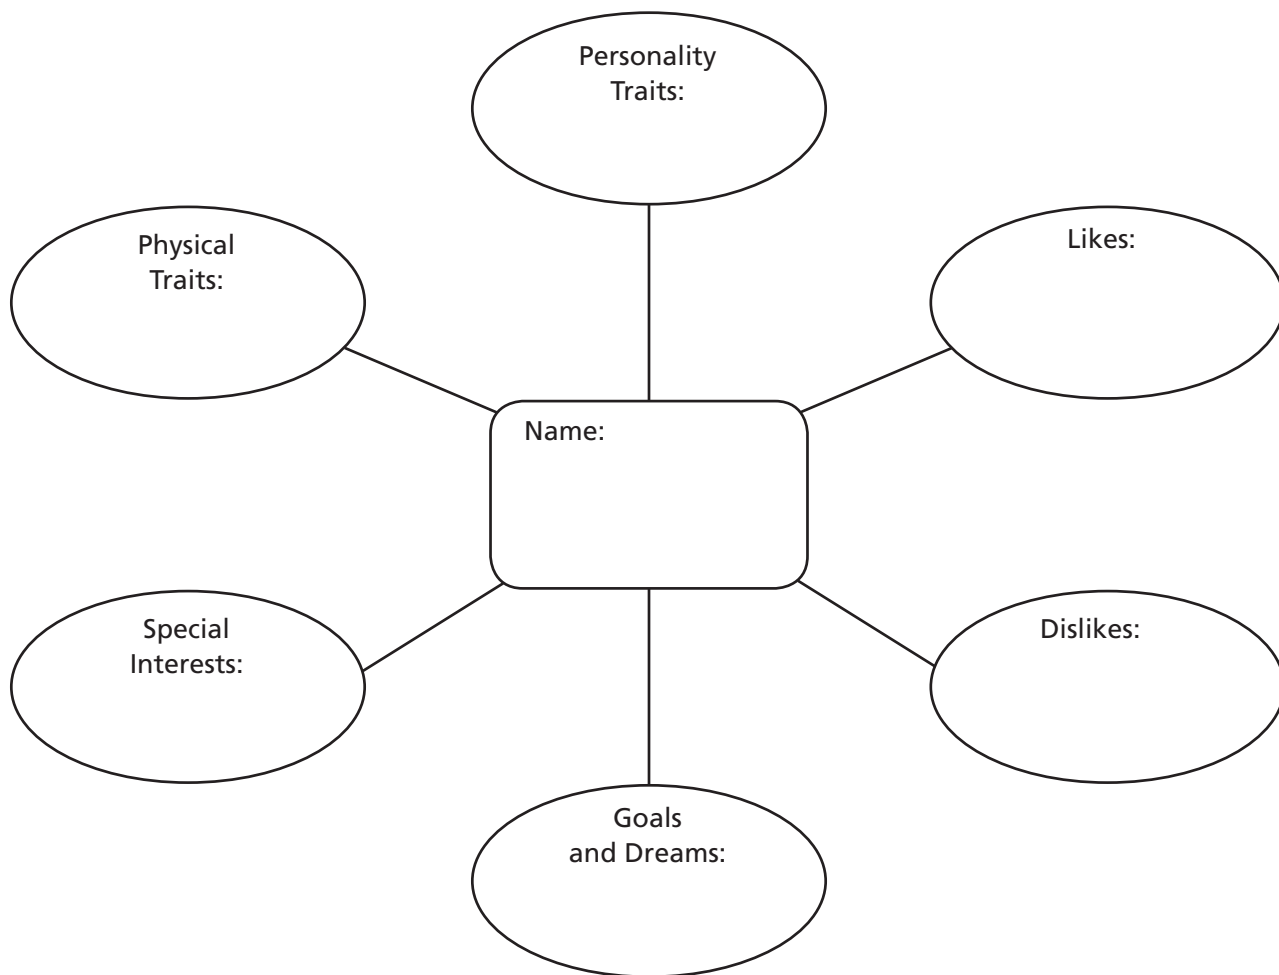 Personality
Traits:
Physical
Traits:
Likes:
Name:
Special
Interests:
Dislikes:
Goals
and Dreams: